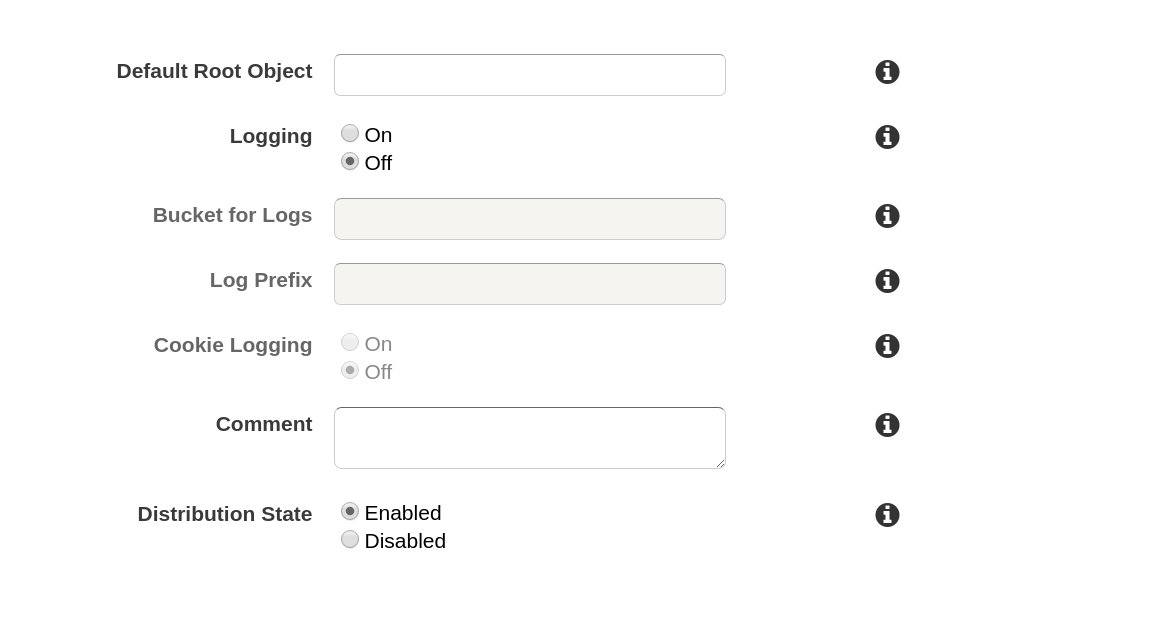 Default Root Object
Logging
On
Off
Bucket for Logs
Log Prefix
Cookie Logging
On
Off
Comment
Distribution State
Enabled
Disabled